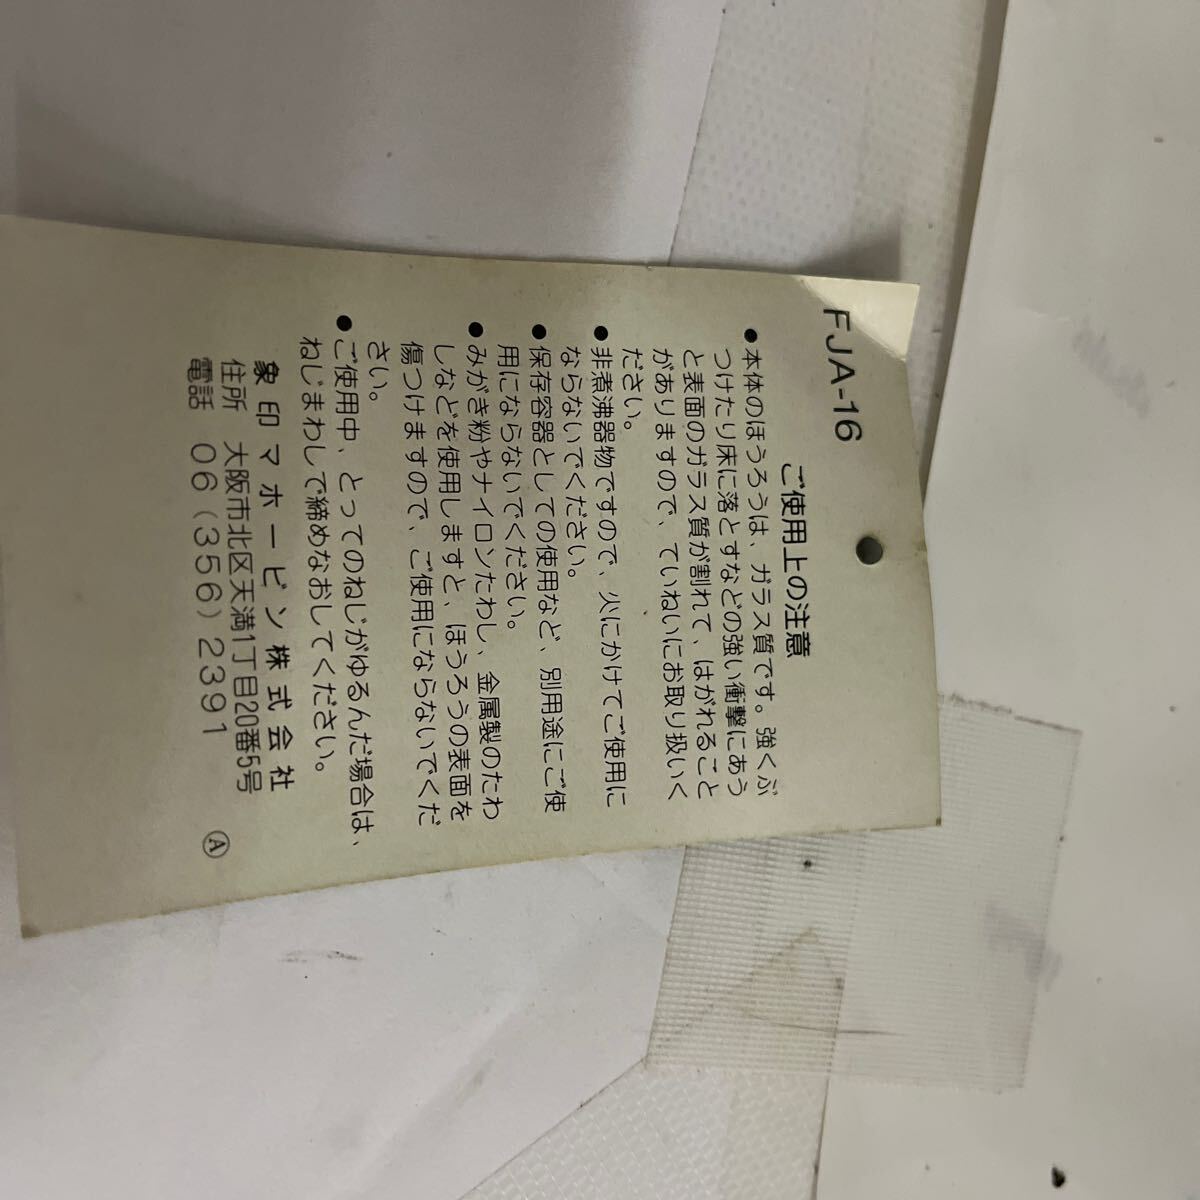 FJA-16
ご使用上の注意
●本体のほうろうは、ガラス質です。強くぶ
つけたり床に落とすなどの強い衝撃にあう
と表面のガラス質が割れて、はがれること
がありますので、ていねいにお取り扱いく
ださい。
●非煮沸器物ですので、火にかけてご使用に
ならないでください。
●保存容器としての使用など、別用途にご使
用にならないでください。
●みがき粉やナイロンたわし、金属製のたわ
しなどを使用しますと、ほうろうの表面を
傷つけますので、ご使用にならないでくだ
さい。
●ご使用中、とってのねじがゆるんだ場合は、
ねじまわしで締めなおしてください。
象印マホービン株式会社
住所 大阪市北区天満1丁目20番5号
電話 06(356)2391 Ⓐ